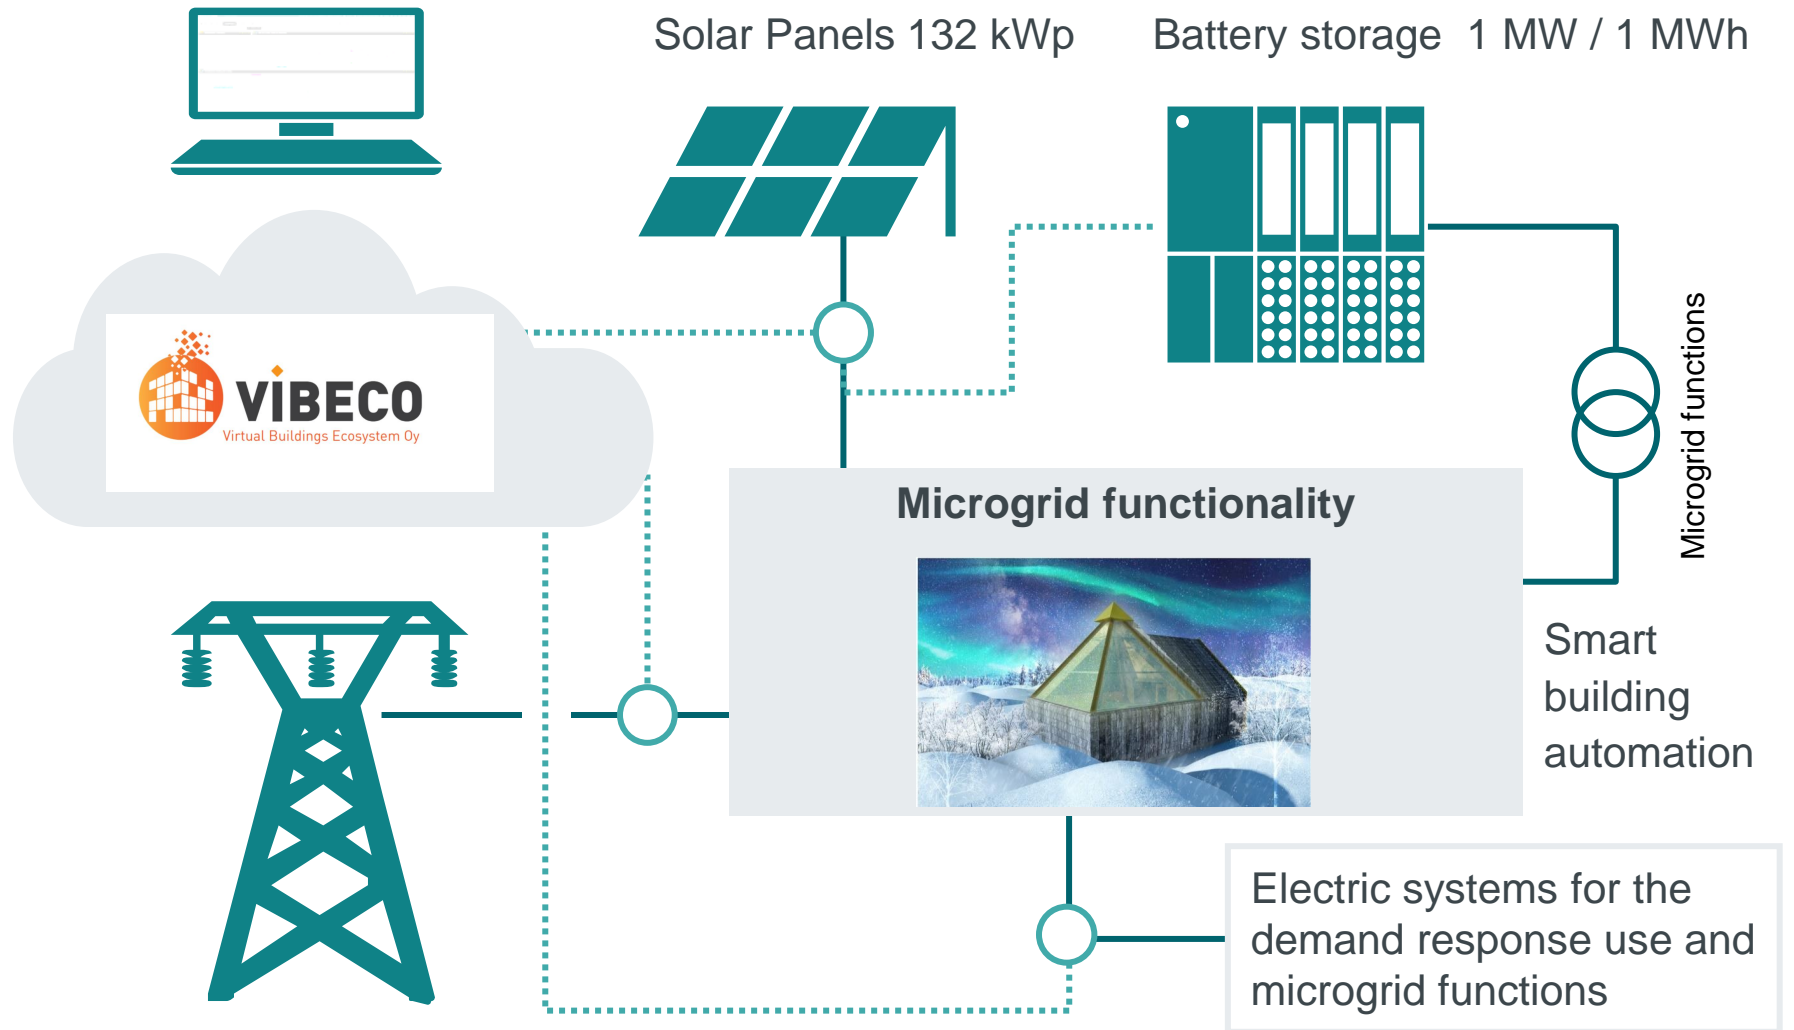 Solar Panels 132 kWp
Battery storage 1 MW / 1 MWh
VIBECO
Virtual Buildings Ecosystem Oy
Microgrid functions
Microgrid functionality
Smart
building
automation
Electric systems for the
demand response use and
microgrid functions